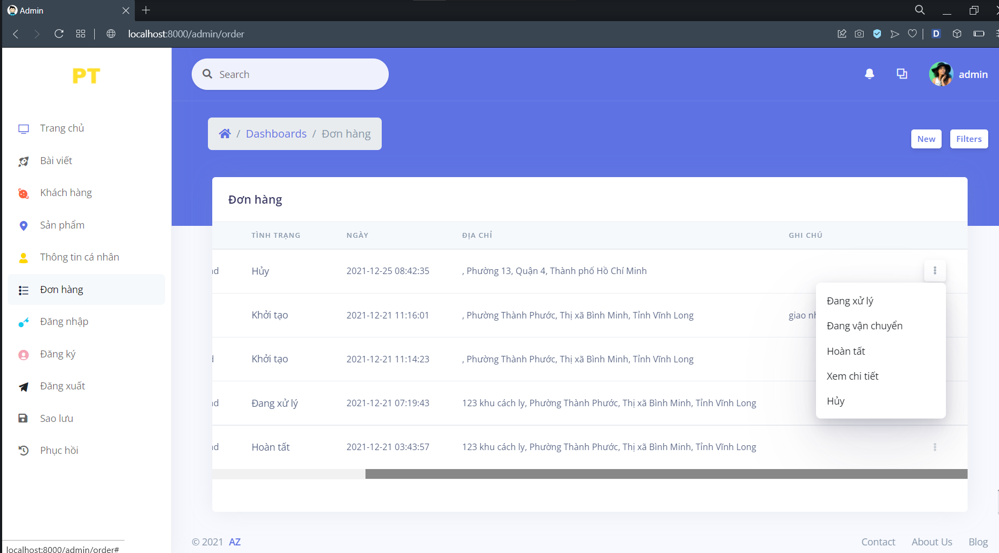 Admin
localhost:8000/admin/order
D
PT
Search
admin
Trang chủ
Bài viết
Khách hàng
Sản phẩm
Thông tin cá nhân
Đơn hàng
Đăng nhập
Đăng ký
Đăng xuất
Sao lưu
Phục hồi
/ Dashboards / Đơn hàng
New Filters
Đơn hàng
TÌNH TRẠNG NGÀY ĐỊA CHỈ GHI CHÚ
Hủy 2021-12-25 08:42:35 , Phường 13, Quận 4, Thành phố Hồ Chí Minh
Khởi tạo 2021-12-21 11:16:01 , Phường Thành Phước, Thị xã Bình Minh, Tỉnh Vĩnh Long giao
Khởi tạo 2021-12-21 11:14:23 , Phường Thành Phước, Thị xã Bình Minh, Tỉnh Vĩnh Long
Đang xử lý 2021-12-21 07:19:43 123 khu cách ly, Phường Thành Phước, Thị xã Bình Minh, Tỉnh Vĩnh Long
Hoàn tất 2021-12-21 03:43:57 123 khu cách ly, Phường Thành Phước, Thị xã Bình Minh, Tỉnh Vĩnh Long
Đang xử lý
Đang vận chuyển
Hoàn tất
Xem chi tiết
Hủy
© 2021 AZ
Contact About Us Blog
localhost:8000/admin/order#